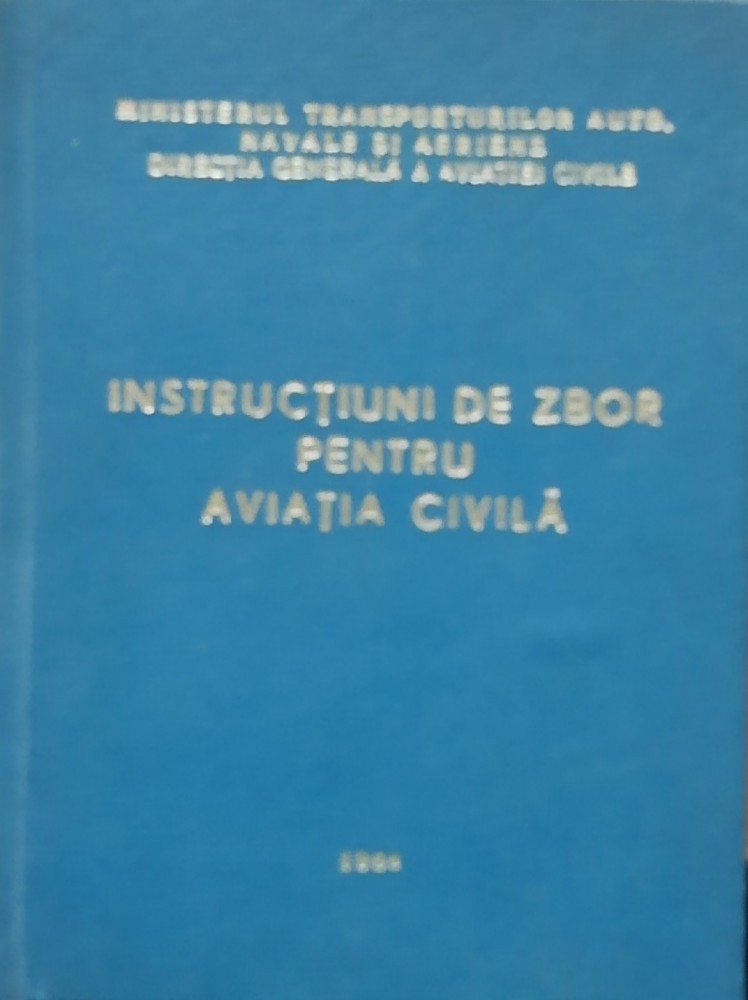 MINISTERUL TRANSPORTURILOR AUTO,
NAVALE ȘI AERIENE
DIRECȚIA GENERALĂ A AVIAȚIEI CIVILE
INSTRUCȚIUNI DE ZBOR
PENTRU
AVIAȚIA CIVILĂ